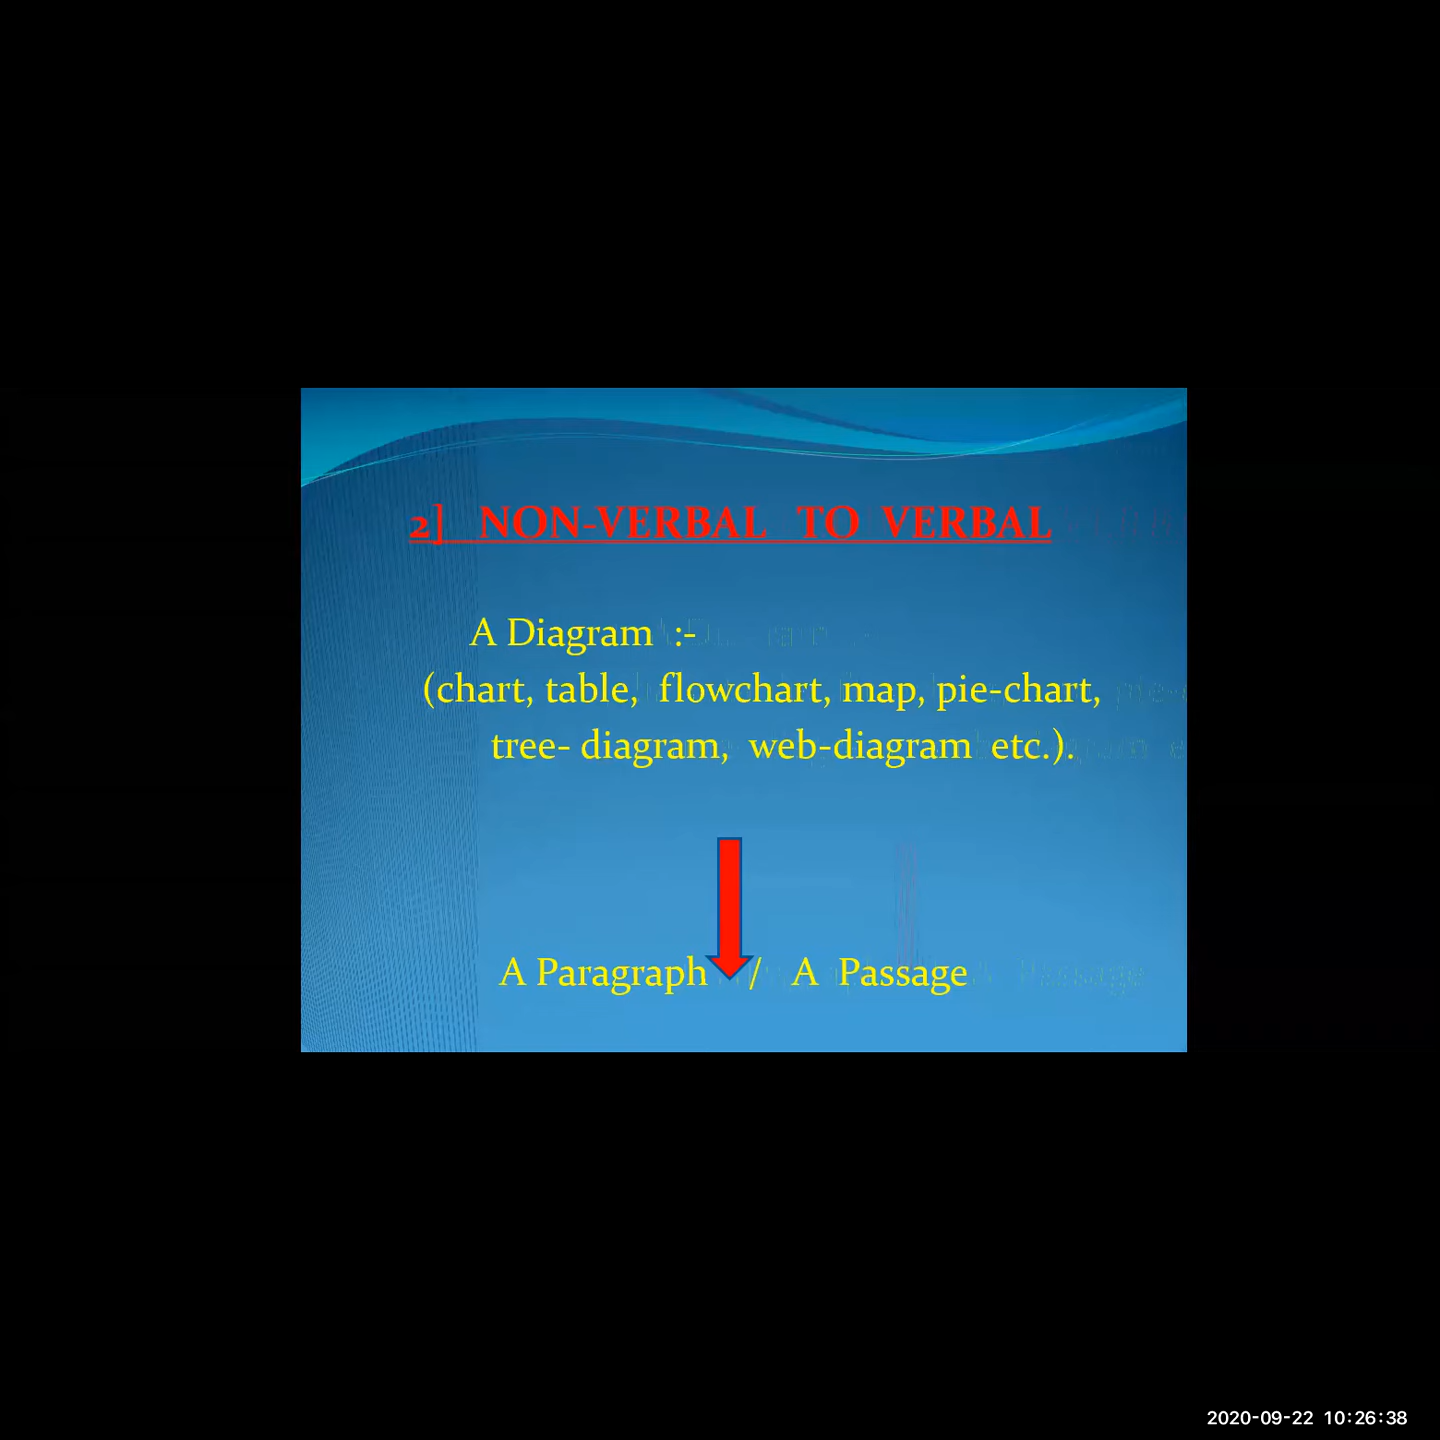 2] NON-VERBAL TO VERBAL
A Diagram :-
(chart, table, flowchart, map, pie-chart,
tree- diagram, web-diagram etc.).
A Paragraph / A Passage
2020-09-22 10:26:38